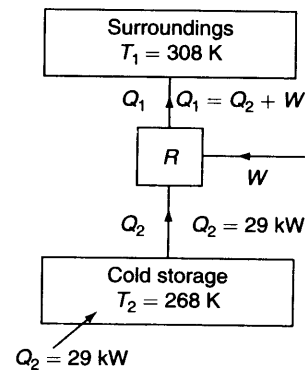 Surroundings
T₁ = 308 K
Q₁ Q₁ = Q₂ + W
R
W
Q₂ Q₂ = 29 kW
Cold storage
T₂ = 268 K
Q₂ = 29 kW